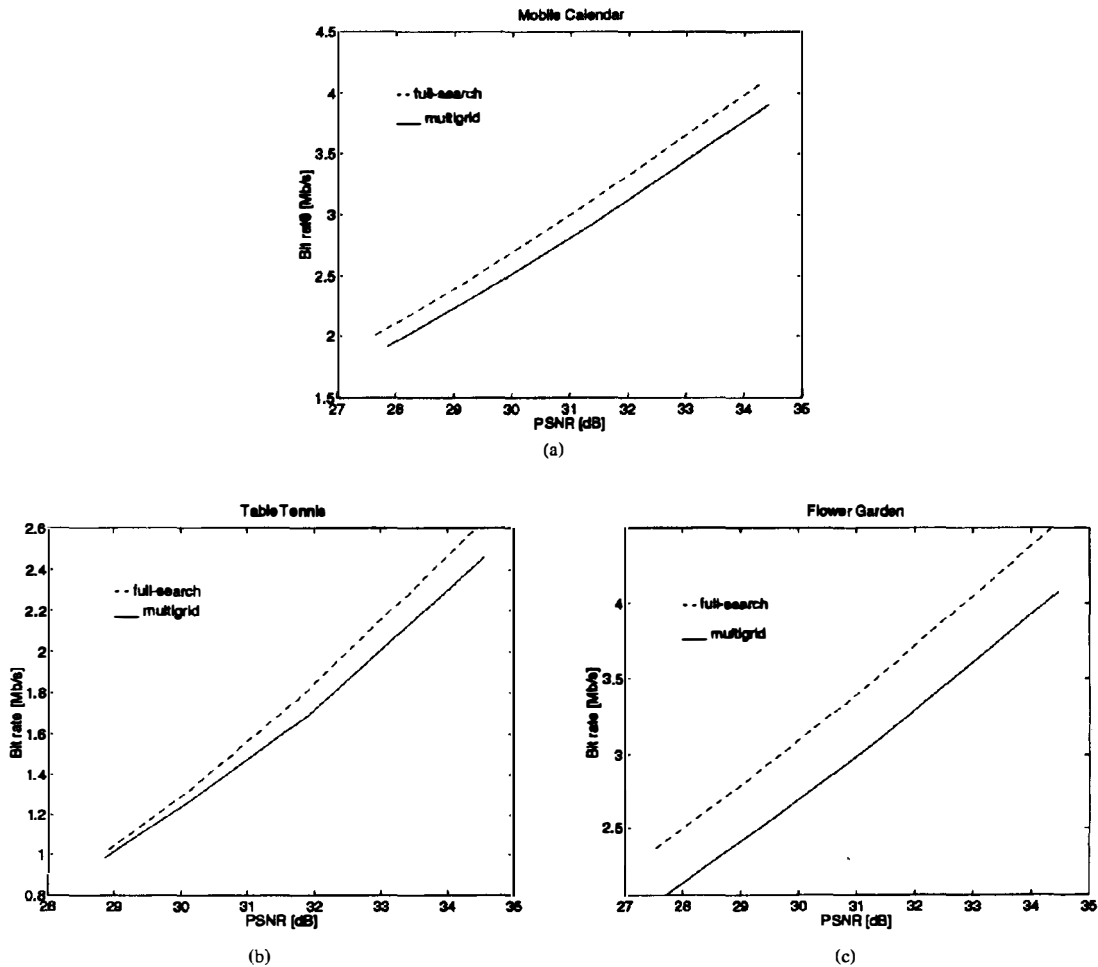 Mobile Calendar
4.5
4
3.5
3
2.5
2
1.5
Bit rate [Mb/s]
-- full-search
— multigrid
27 28 29 30 31 32 33 34 35
PSNR [dB]
(a)
Table Tennis
2.6
2.4
2.2
2
1.8
1.6
1.4
1.2
1
0.8
Bit rate [Mb/s]
-- full-search
— multigrid
28 29 30 31 32 33 34 35
PSNR [dB]
(b)
Flower Garden
4
3.5
3
2.5
Bit rate [Mb/s]
-- full-search
— multigrid
27 28 29 30 31 32 33 34 35
PSNR [dB]
(c)